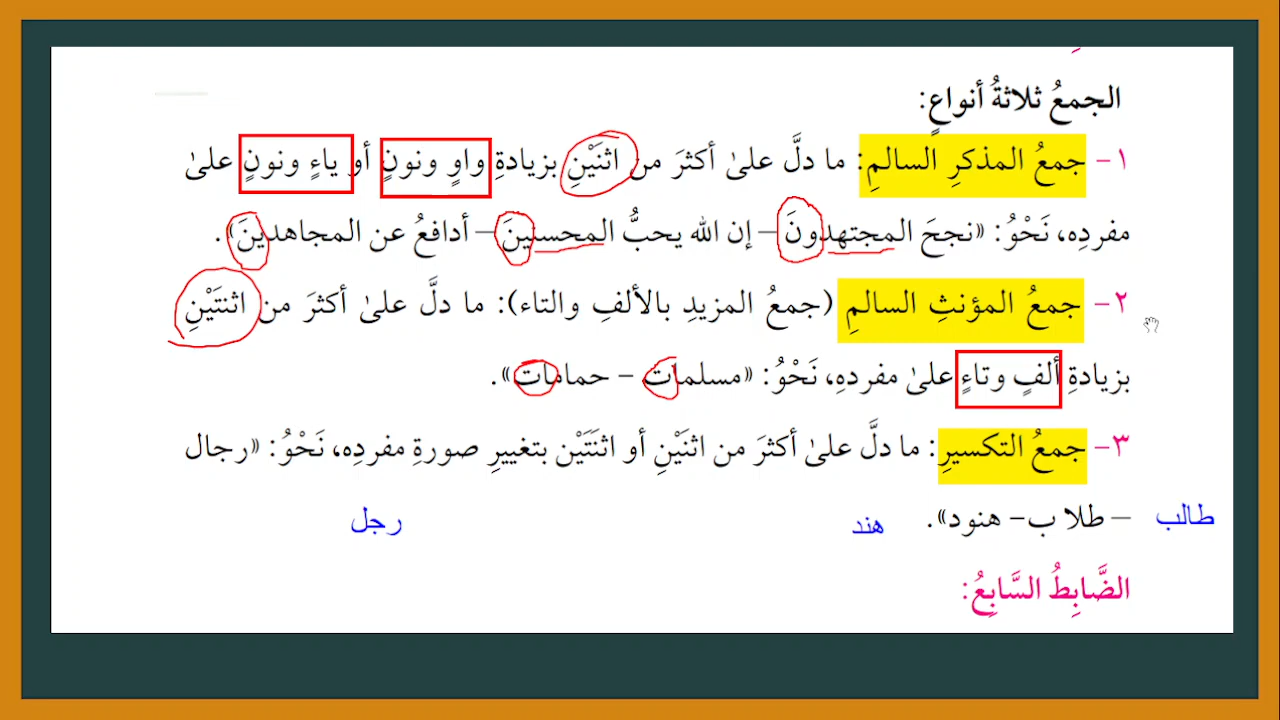 الجمعُ ثلاثةُ أنواعٍ:
١- جمعُ المذكرِ السالمِ: ما دلَّ علىٰ أكثرَ من اثنَيْنِ بزيادةِ واوٍ ونونٍ أو ياءٍ ونونٍ علىٰ
مفردِه، نَحْوُ: «نجحَ المجتهدونَ – إن الله يحبُّ المحسنينَ – أدافعُ عن المجاهدينَ».
٢- جمعُ المؤنثِ السالمِ (جمعُ المزيدِ بالألفِ والتاء): ما دلَّ علىٰ أكثرَ من اثنتَيْنِ
بزيادةِ ألفٍ وتاءٍ علىٰ مفردهِ، نَحْوُ: «مسلمات – حمامات».
٣- جمعُ التكسيرِ: ما دلَّ علىٰ أكثرَ من اثنَيْنِ أو اثنَتَيْن بتغييرِ صورةِ مفردِه، نَحْوُ: «رجال
طالب – طلاب – هنود». هند رجل
الضَّابِطُ السَّابِعُ: